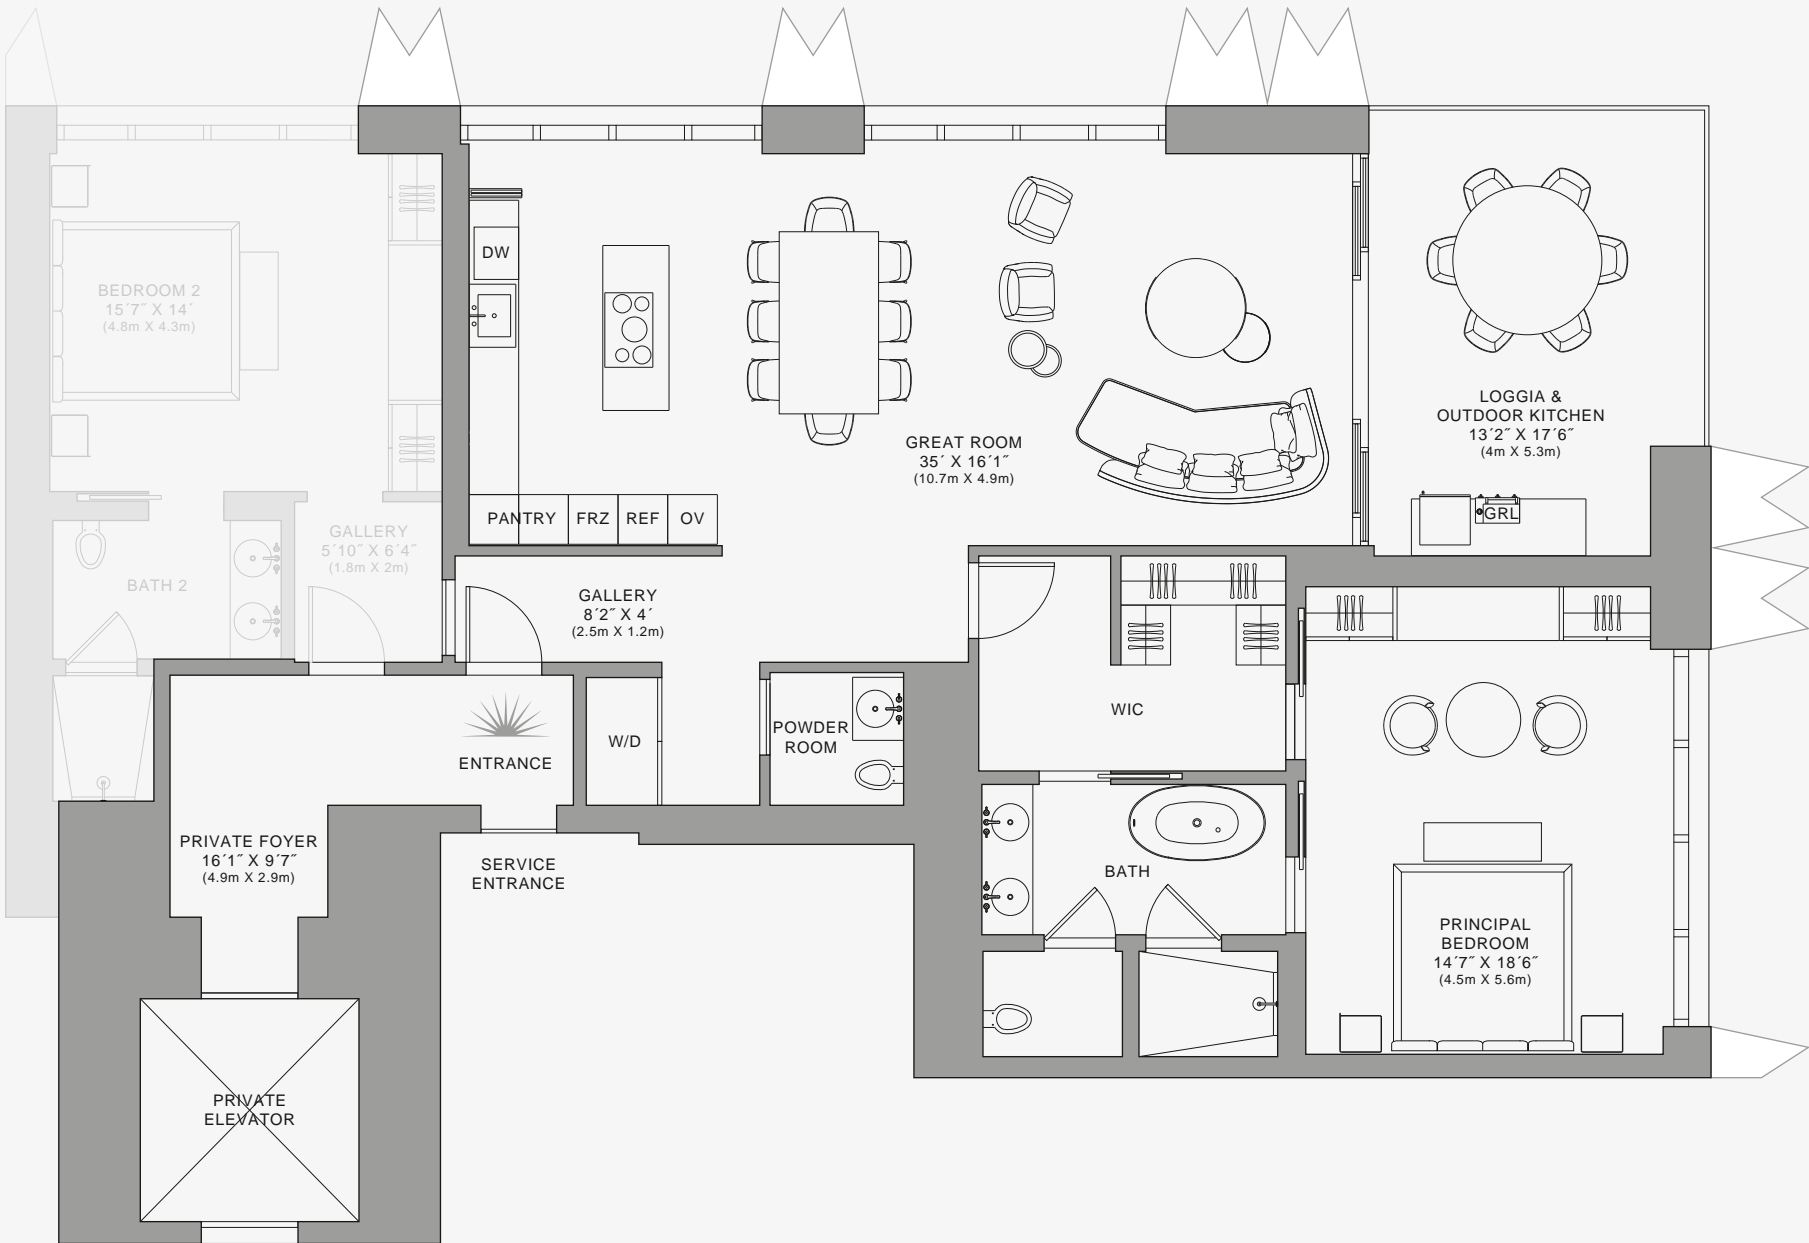 BEDROOM 2
15´7˝ X 14´
(4.8m X 4.3m)
BATH 2
GALLERY
5´10˝ X 6´4˝
(1.8m X 2m)
DW
PANTRY
FRZ
REF
OV
GREAT ROOM
35´ X 16´1˝
(10.7m X 4.9m)
LOGGIA &
OUTDOOR KITCHEN
13´2˝ X 17´6˝
(4m X 5.3m)
GRL
GALLERY
8´2˝ X 4´
(2.5m X 1.2m)
ENTRANCE
W/D
POWDER
ROOM
WIC
PRIVATE FOYER
16´1˝ X 9´7˝
(4.9m X 2.9m)
SERVICE
ENTRANCE
BATH
PRINCIPAL
BEDROOM
14´7˝ X 18´6˝
(4.5m X 5.6m)
PRIVATE
ELEVATOR